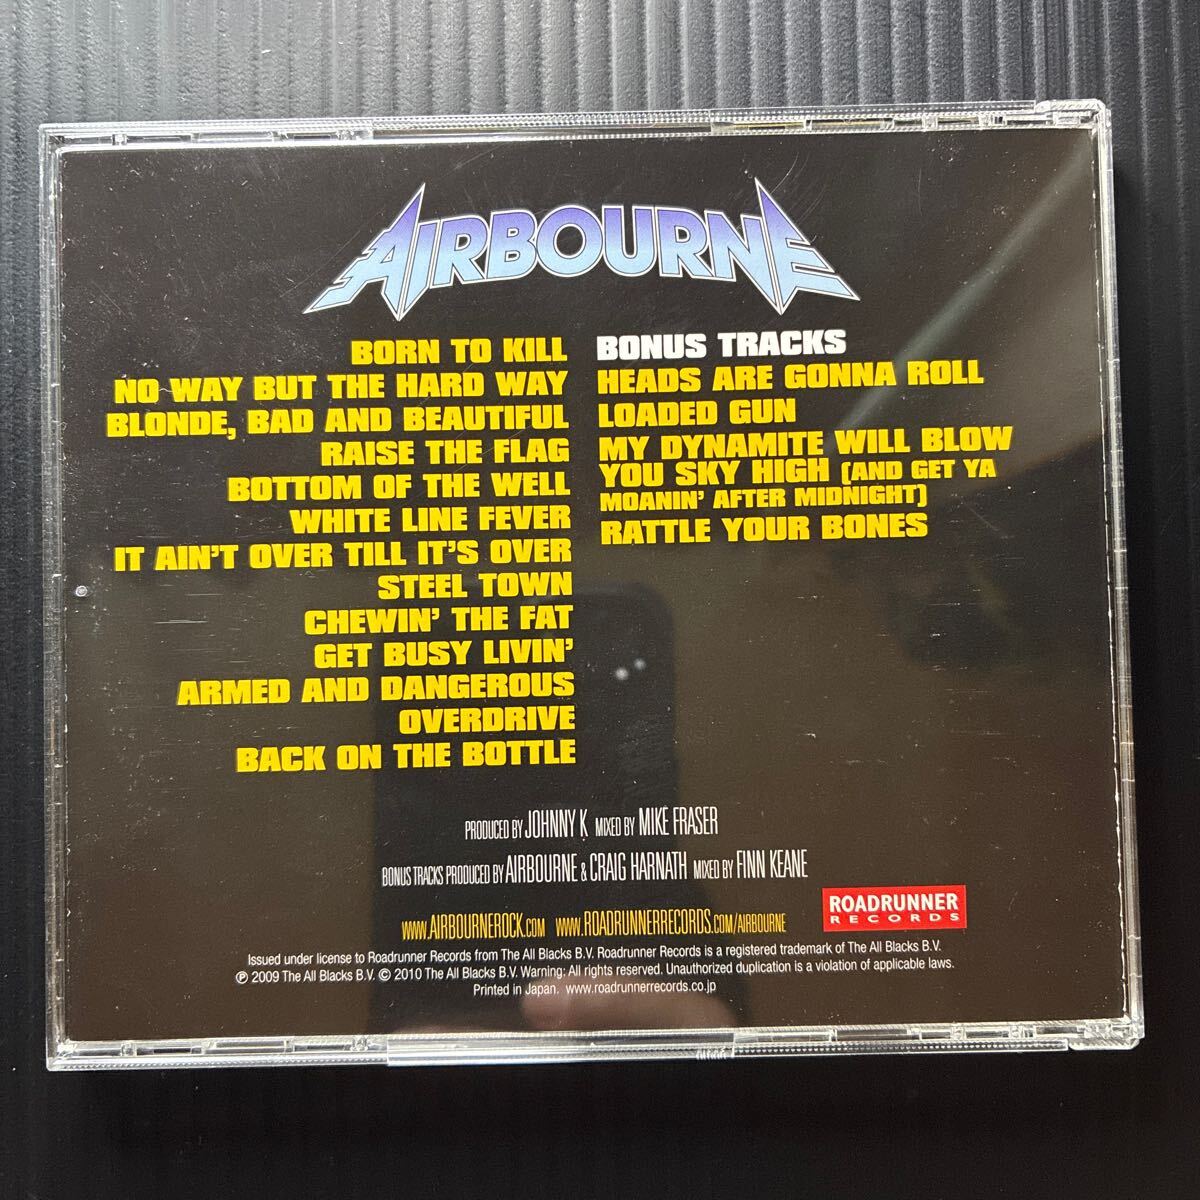 AIRBOURNE
BORN TO KILL
NO WAY BUT THE HARD WAY
BLONDE, BAD AND BEAUTIFUL
RAISE THE FLAG
BOTTOM OF THE WELL
WHITE LINE FEVER
IT AIN'T OVER TILL IT'S OVER
STEEL TOWN
CHEWIN' THE FAT
GET BUSY LIVIN'
ARMED AND DANGEROUS
OVERDRIVE
BACK ON THE BOTTLE
BONUS TRACKS
HEADS ARE GONNA ROLL
LOADED GUN
MY DYNAMITE WILL BLOW
YOU SKY HIGH (AND GET YA
MOANIN' AFTER MIDNIGHT)
RATTLE YOUR BONES
PRODUCED BY JOHNNY K MIXED BY MIKE FRASER
BONUS TRACKS PRODUCED BY AIRBOURNE & CRAIG HARNATH MIXED BY FINN KEANE
WWW.AIRBOURNEROCK.COM WWW.ROADRUNNERRECORDS.COM/AIRBOURNE
ROADRUNNER
RECORDS
Issued under license to Roadrunner Records from The All Blacks B.V. Roadrunner Records is a registered trademark of The All Blacks B.V.
℗ 2009 The All Blacks B.V. © 2010 The All Blacks B.V. Warning: All rights reserved. Unauthorized duplication is a violation of applicable laws.
Printed in Japan. www.roadrunnerrecords.co.jp